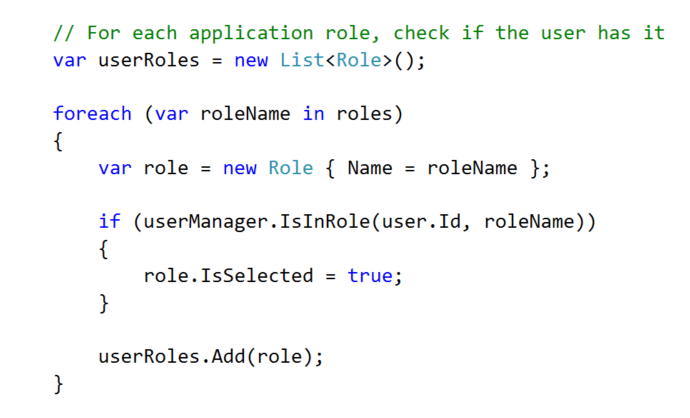 // For each application role, check if the user has it
var userRoles = new List<Role>();
foreach (var roleName in roles)
{
var role = new Role { Name = roleName };
if (userManager.IsInRole(user.Id, roleName))
{
role.IsSelected = true;
}
userRoles.Add(role);
}